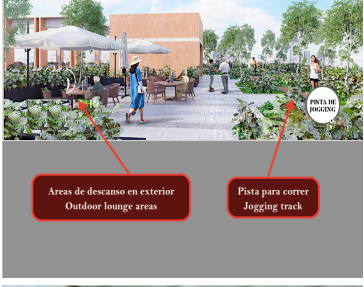 PISTA DE
JOGGING
Areas de descanso en exterior
Outdoor lounge areas
Pista para correr
Jogging track